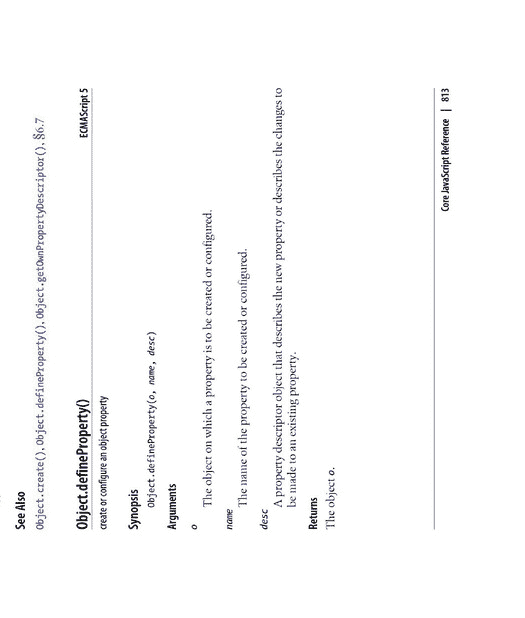 See Also
Object.create(), Object.defineProperty(), Object.getOwnPropertyDescriptor(), §6.7
Object.defineProperty() ECMAScript 5
create or configure an object property
Synopsis
Object.defineProperty(o, name, desc)
Arguments
o
The object on which a property is to be created or configured.
name
The name of the property to be created or configured.
desc
A property descriptor object that describes the new property or describes the changes to
be made to an existing property.
Returns
The object o.
Core JavaScript Reference | 813